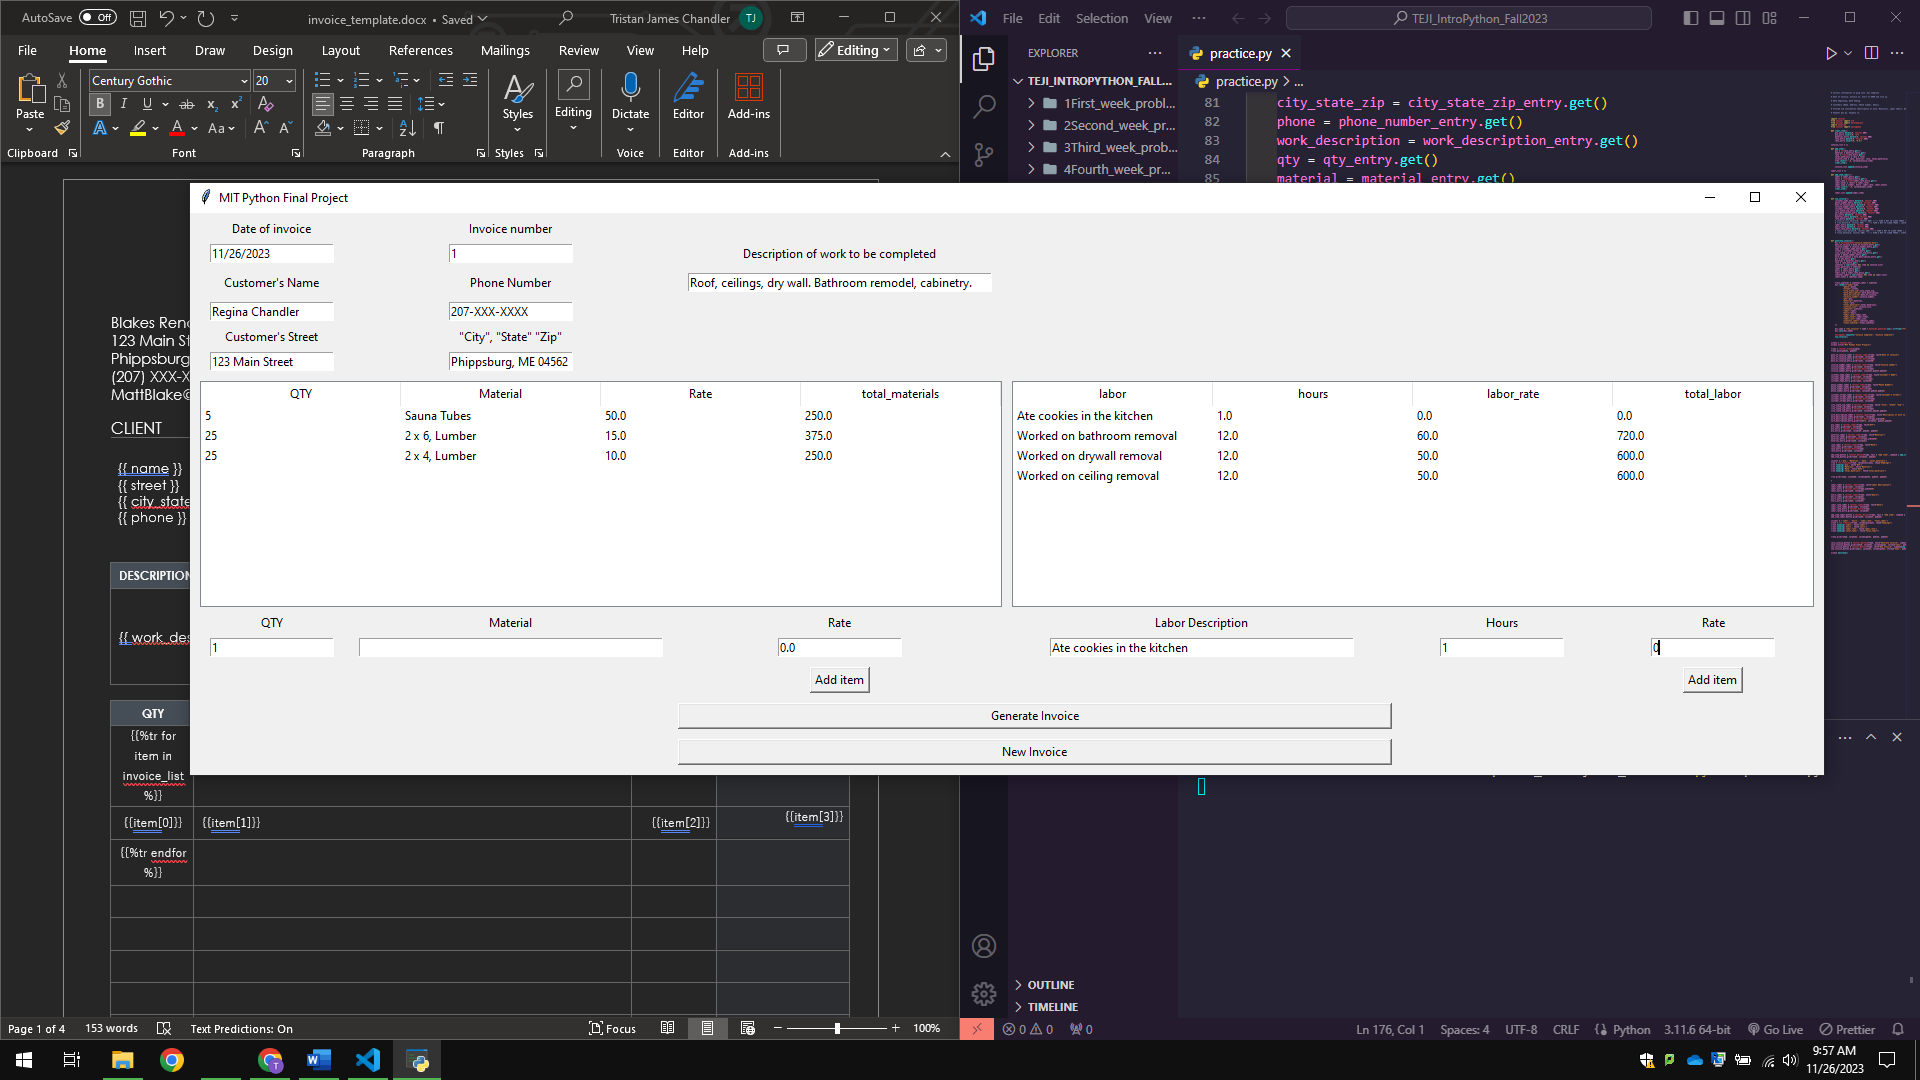 AutoSave Off invoice_template.docx • Saved Tristan James Chandler TJ
File Home Insert Draw Design Layout References Mailings Review View Help Editing
Century Gothic 20
Paste Styles Editing Dictate Editor Add-ins
Clipboard Font Paragraph Styles Voice Editor Add-ins
File Edit Selection View ··· TEJI_IntroPython_Fall2023
EXPLORER ··· practice.py
TEJI_INTROPYTHON_FALL... practice.py > ...
1First_week_probl...
2Second_week_pr...
3Third_week_prob...
4Fourth_week_pr...
81 city_state_zip = city_state_zip_entry.get()
82 phone = phone_number_entry.get()
83 work_description = work_description_entry.get()
84 qty = qty_entry.get()
85 material = material_entry.get()
MIT Python Final Project
Date of invoice Invoice number
11/26/2023 1 Description of work to be completed
Customer's Name Phone Number Roof, ceilings, dry wall. Bathroom remodel, cabinetry.
Regina Chandler 207-XXX-XXXX
Customer's Street "City", "State" "Zip"
123 Main Street Phippsburg, ME 04562
QTY Material Rate total_materials
5 Sauna Tubes 50.0 250.0
25 2 x 6, Lumber 15.0 375.0
25 2 x 4, Lumber 10.0 250.0
labor hours labor_rate total_labor
Ate cookies in the kitchen 1.0 0.0 0.0
Worked on bathroom removal 12.0 60.0 720.0
Worked on drywall removal 12.0 50.0 600.0
Worked on ceiling removal 12.0 50.0 600.0
QTY Material Rate Labor Description Hours Rate
1 0.0 Ate cookies in the kitchen 1 0
Add item Add item
Generate Invoice
New Invoice
Blakes Reno
123 Main St
Phippsburg
(207) XXX-X
MattBlake@
CLIENT
{{ name }}
{{ street }}
{{ city_state
{{ phone }}
DESCRIPTION
{{ work_des
QTY
{{%tr for
item in
invoice_list
%}}
{{item[0]}} {{item[1]}} {{item[2]}} {{item[3]}}
{{%tr endfor
%}}
OUTLINE
TIMELINE
Page 1 of 4 153 words Text Predictions: On Focus 100%
0 0 0 Ln 176, Col 1 Spaces: 4 UTF-8 CRLF Python 3.11.6 64-bit Go Live Prettier
9:57 AM
11/26/2023